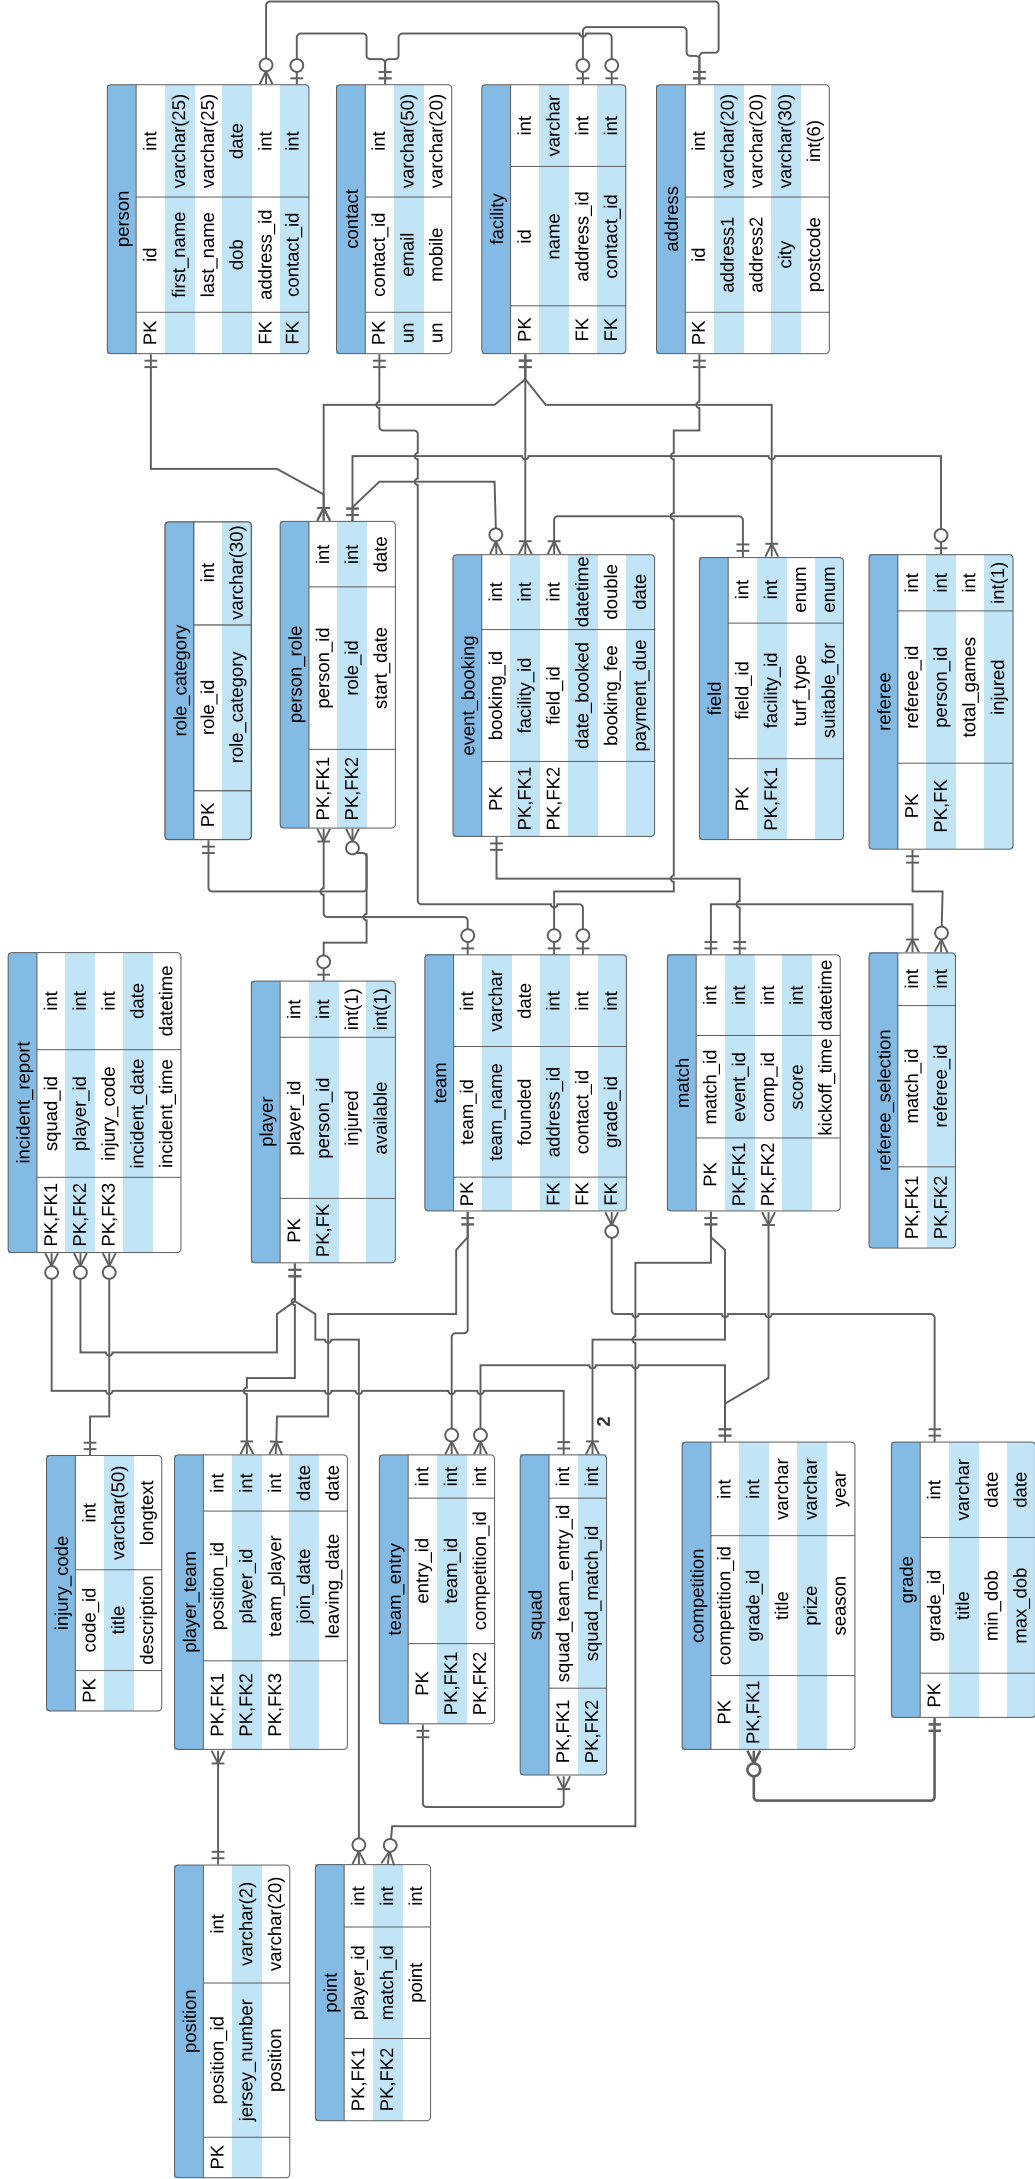 person
PK id int
first_name varchar(25)
last_name varchar(25)
dob date
FK address_id int
FK contact_id int
contact
PK contact_id int
un email varchar(50)
un mobile varchar(20)
facility
PK id int
name varchar
FK address_id int
FK contact_id int
address
PK id int
address1 varchar(20)
address2 varchar(20)
city varchar(30)
postcode int(6)
role_category
PK role_id int
role_category varchar(30)
person_role
PK,FK1 person_id int
PK,FK2 role_id int
start_date date
event_booking
PK booking_id int
PK,FK1 facility_id int
PK,FK2 field_id int
date_booked datetime
booking_fee double
payment_due date
field
PK field_id int
PK,FK1 facility_id int
turf_type enum
suitable_for enum
referee
PK referee_id int
PK,FK person_id int
total_games int
injured int(1)
incident_report
PK,FK1 squad_id int
PK,FK2 player_id int
PK,FK3 injury_code int
incident_date date
incident_time datetime
player
PK player_id int
PK,FK person_id int
injured int(1)
available int(1)
team
PK team_id int
team_name varchar
founded date
FK address_id int
FK contact_id int
FK grade_id int
match
PK match_id int
PK,FK1 event_id int
PK,FK2 comp_id int
score int
kickoff_time datetime
referee_selection
PK,FK1 match_id int
PK,FK2 referee_id int
2
injury_code
PK code_id int
title varchar(50)
description longtext
player_team
PK,FK1 position_id int
PK,FK2 player_id int
PK,FK3 team_player int
join_date date
leaving_date date
team_entry
PK entry_id int
PK,FK1 team_id int
PK,FK2 competition_id int
squad
PK,FK1 squad_team_entry_id int
PK,FK2 squad_match_id int
competition
PK competition_id int
PK,FK1 grade_id int
title varchar
prize varchar
season year
grade
PK grade_id int
title varchar
min_dob date
max_dob date
position
PK position_id int
jersey_number varchar(2)
position varchar(20)
point
PK,FK1 player_id int
PK,FK2 match_id int
point int